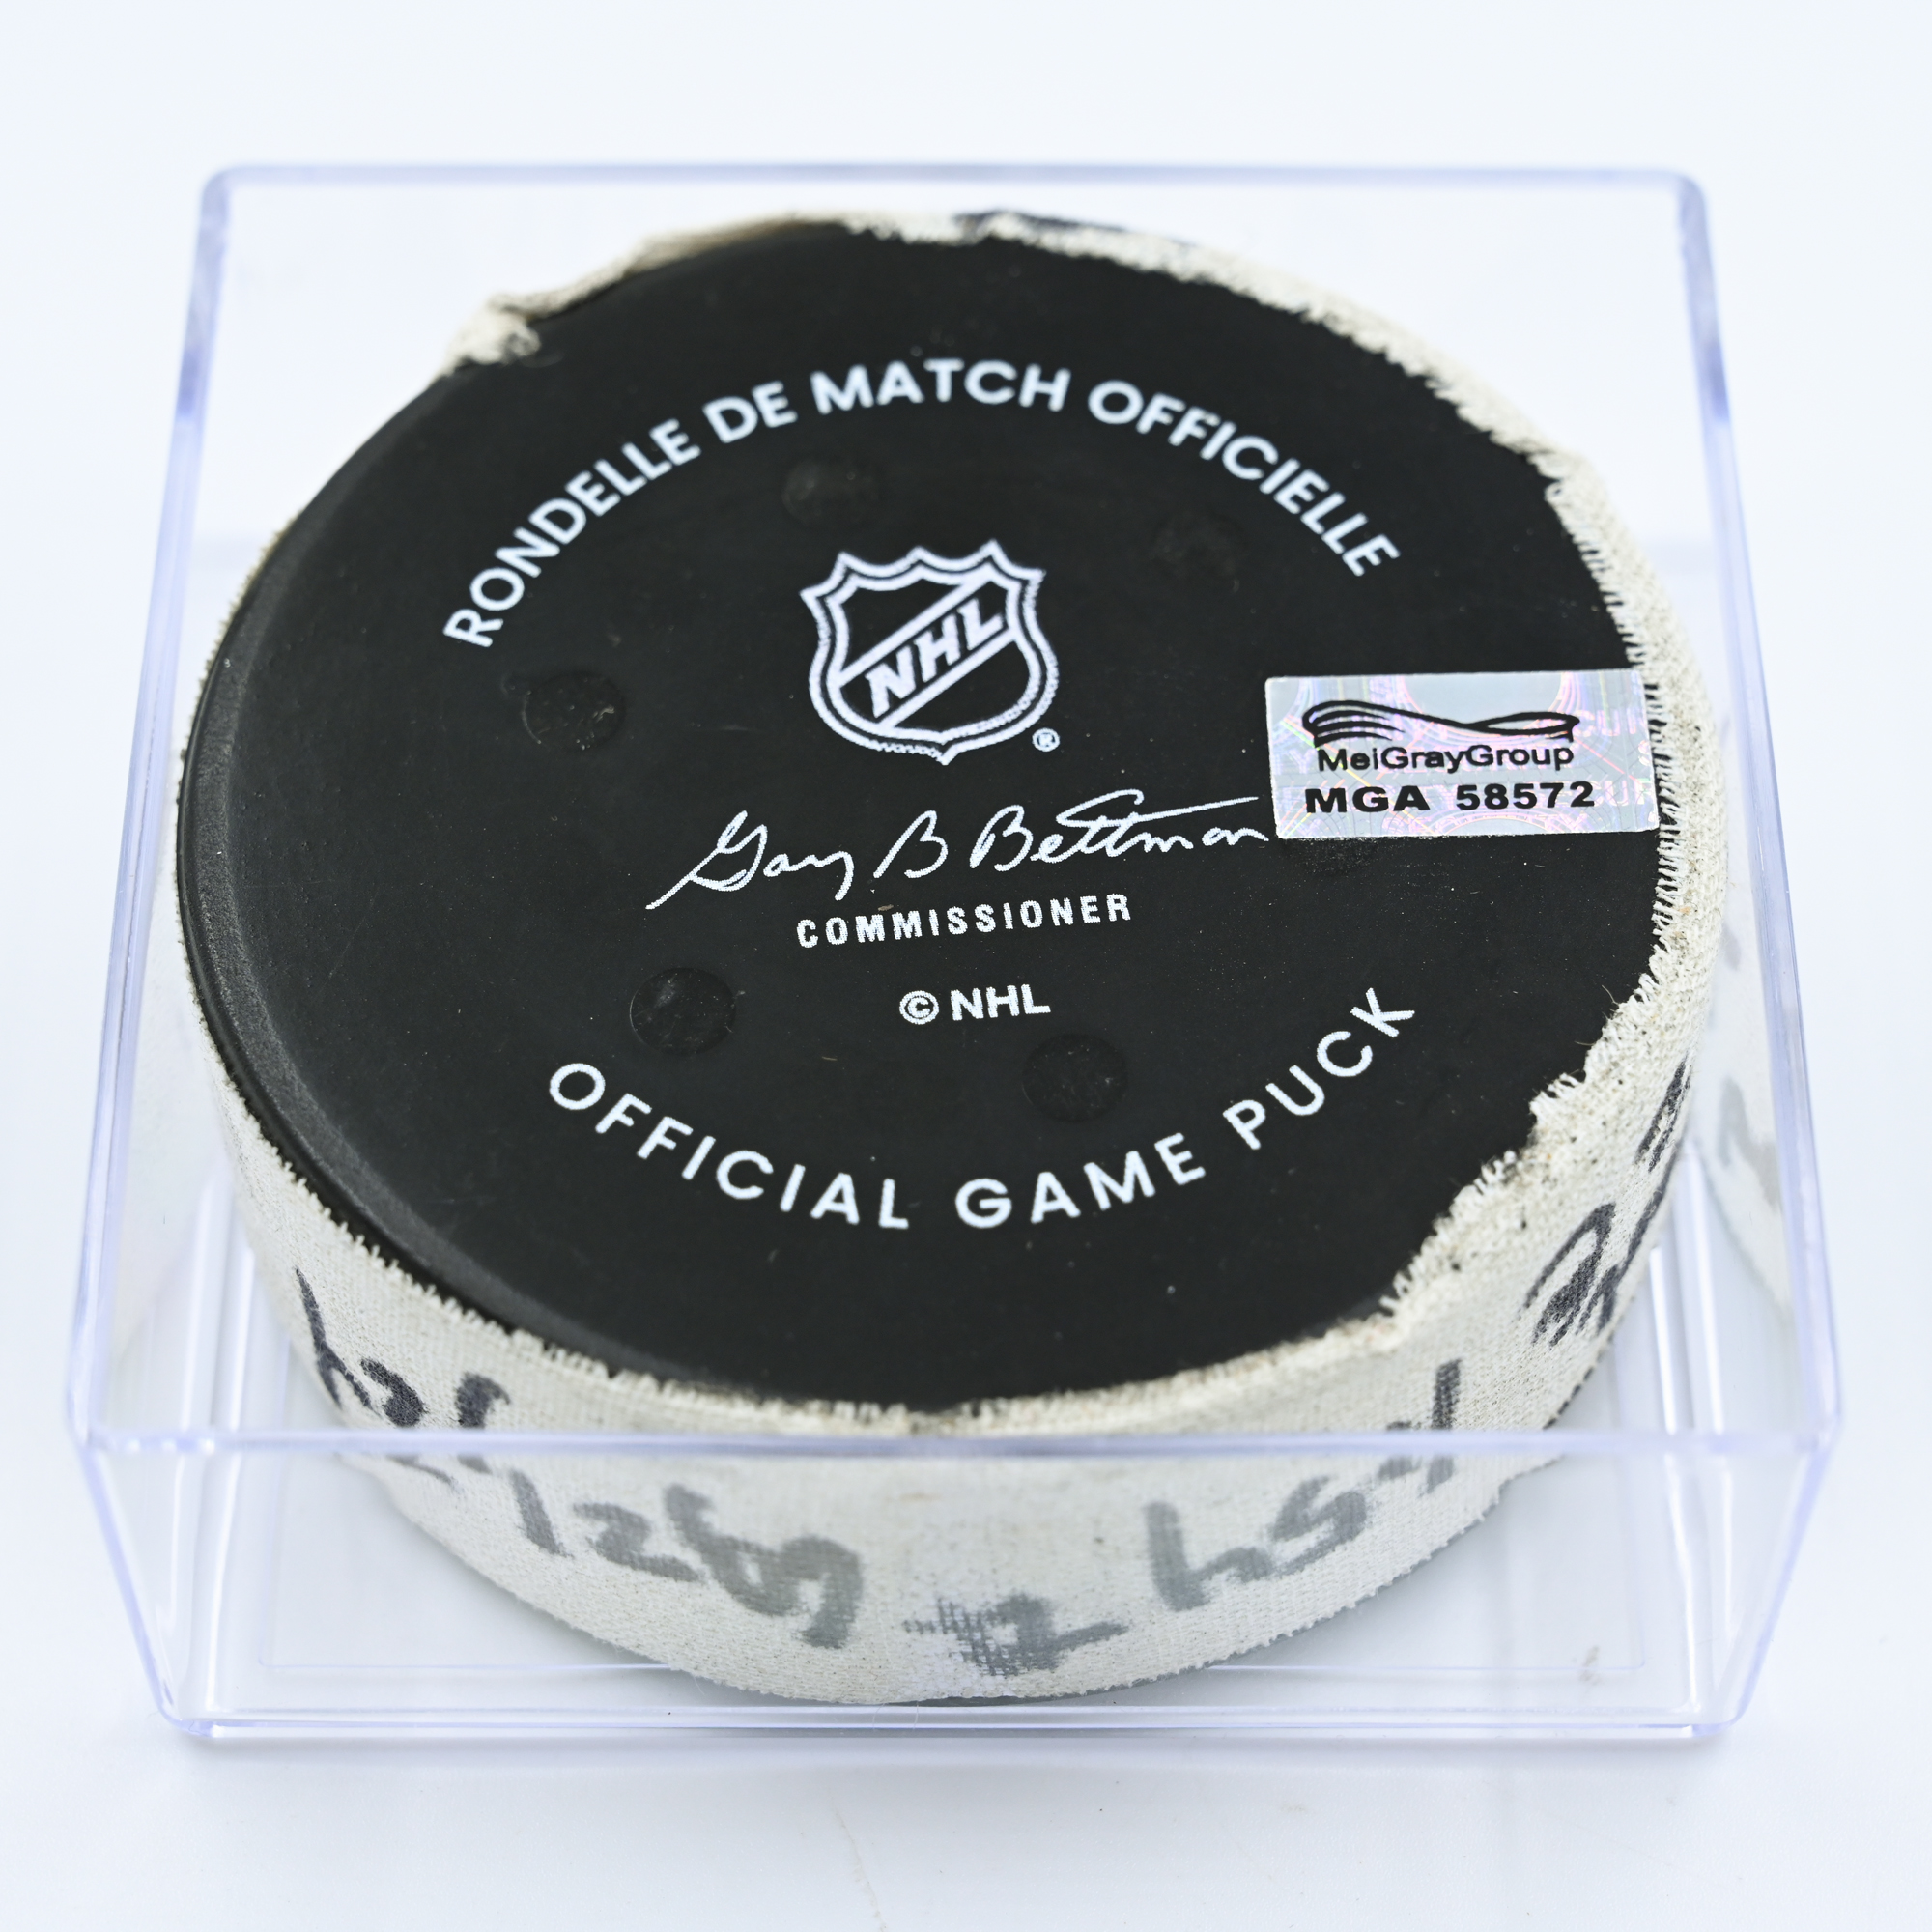 RONDELLE DE MATCH OFFICIELLE
NHL
®
MeiGrayGroup
MGA 58572
Gary B Bettman
COMMISSIONER
© NHL
OFFICIAL GAME PUCK